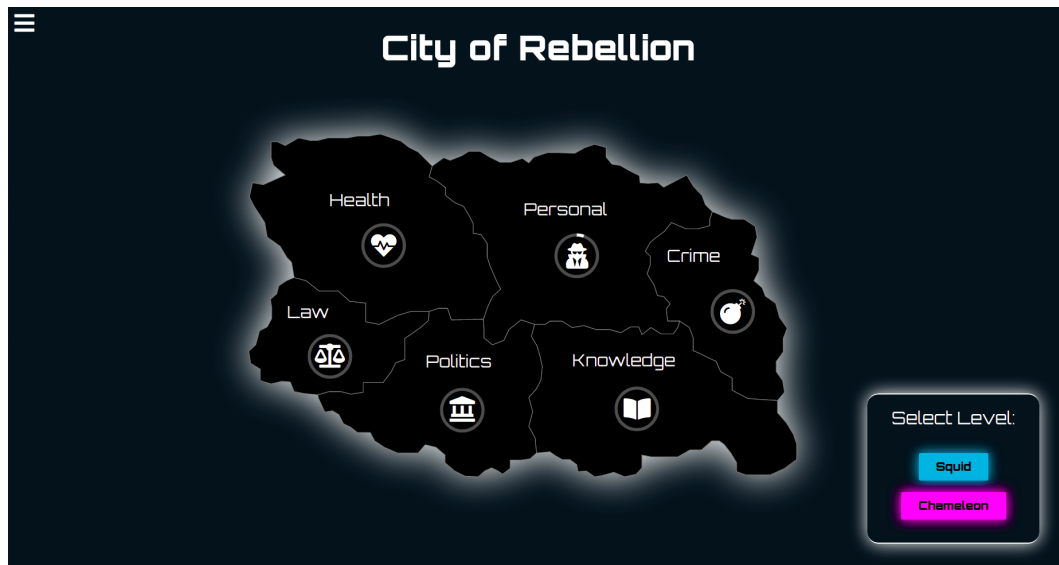 City of Rebellion
Health
Personal
Crime
Law
Politics
Knowledge
Select Level:
Squid
Chameleon